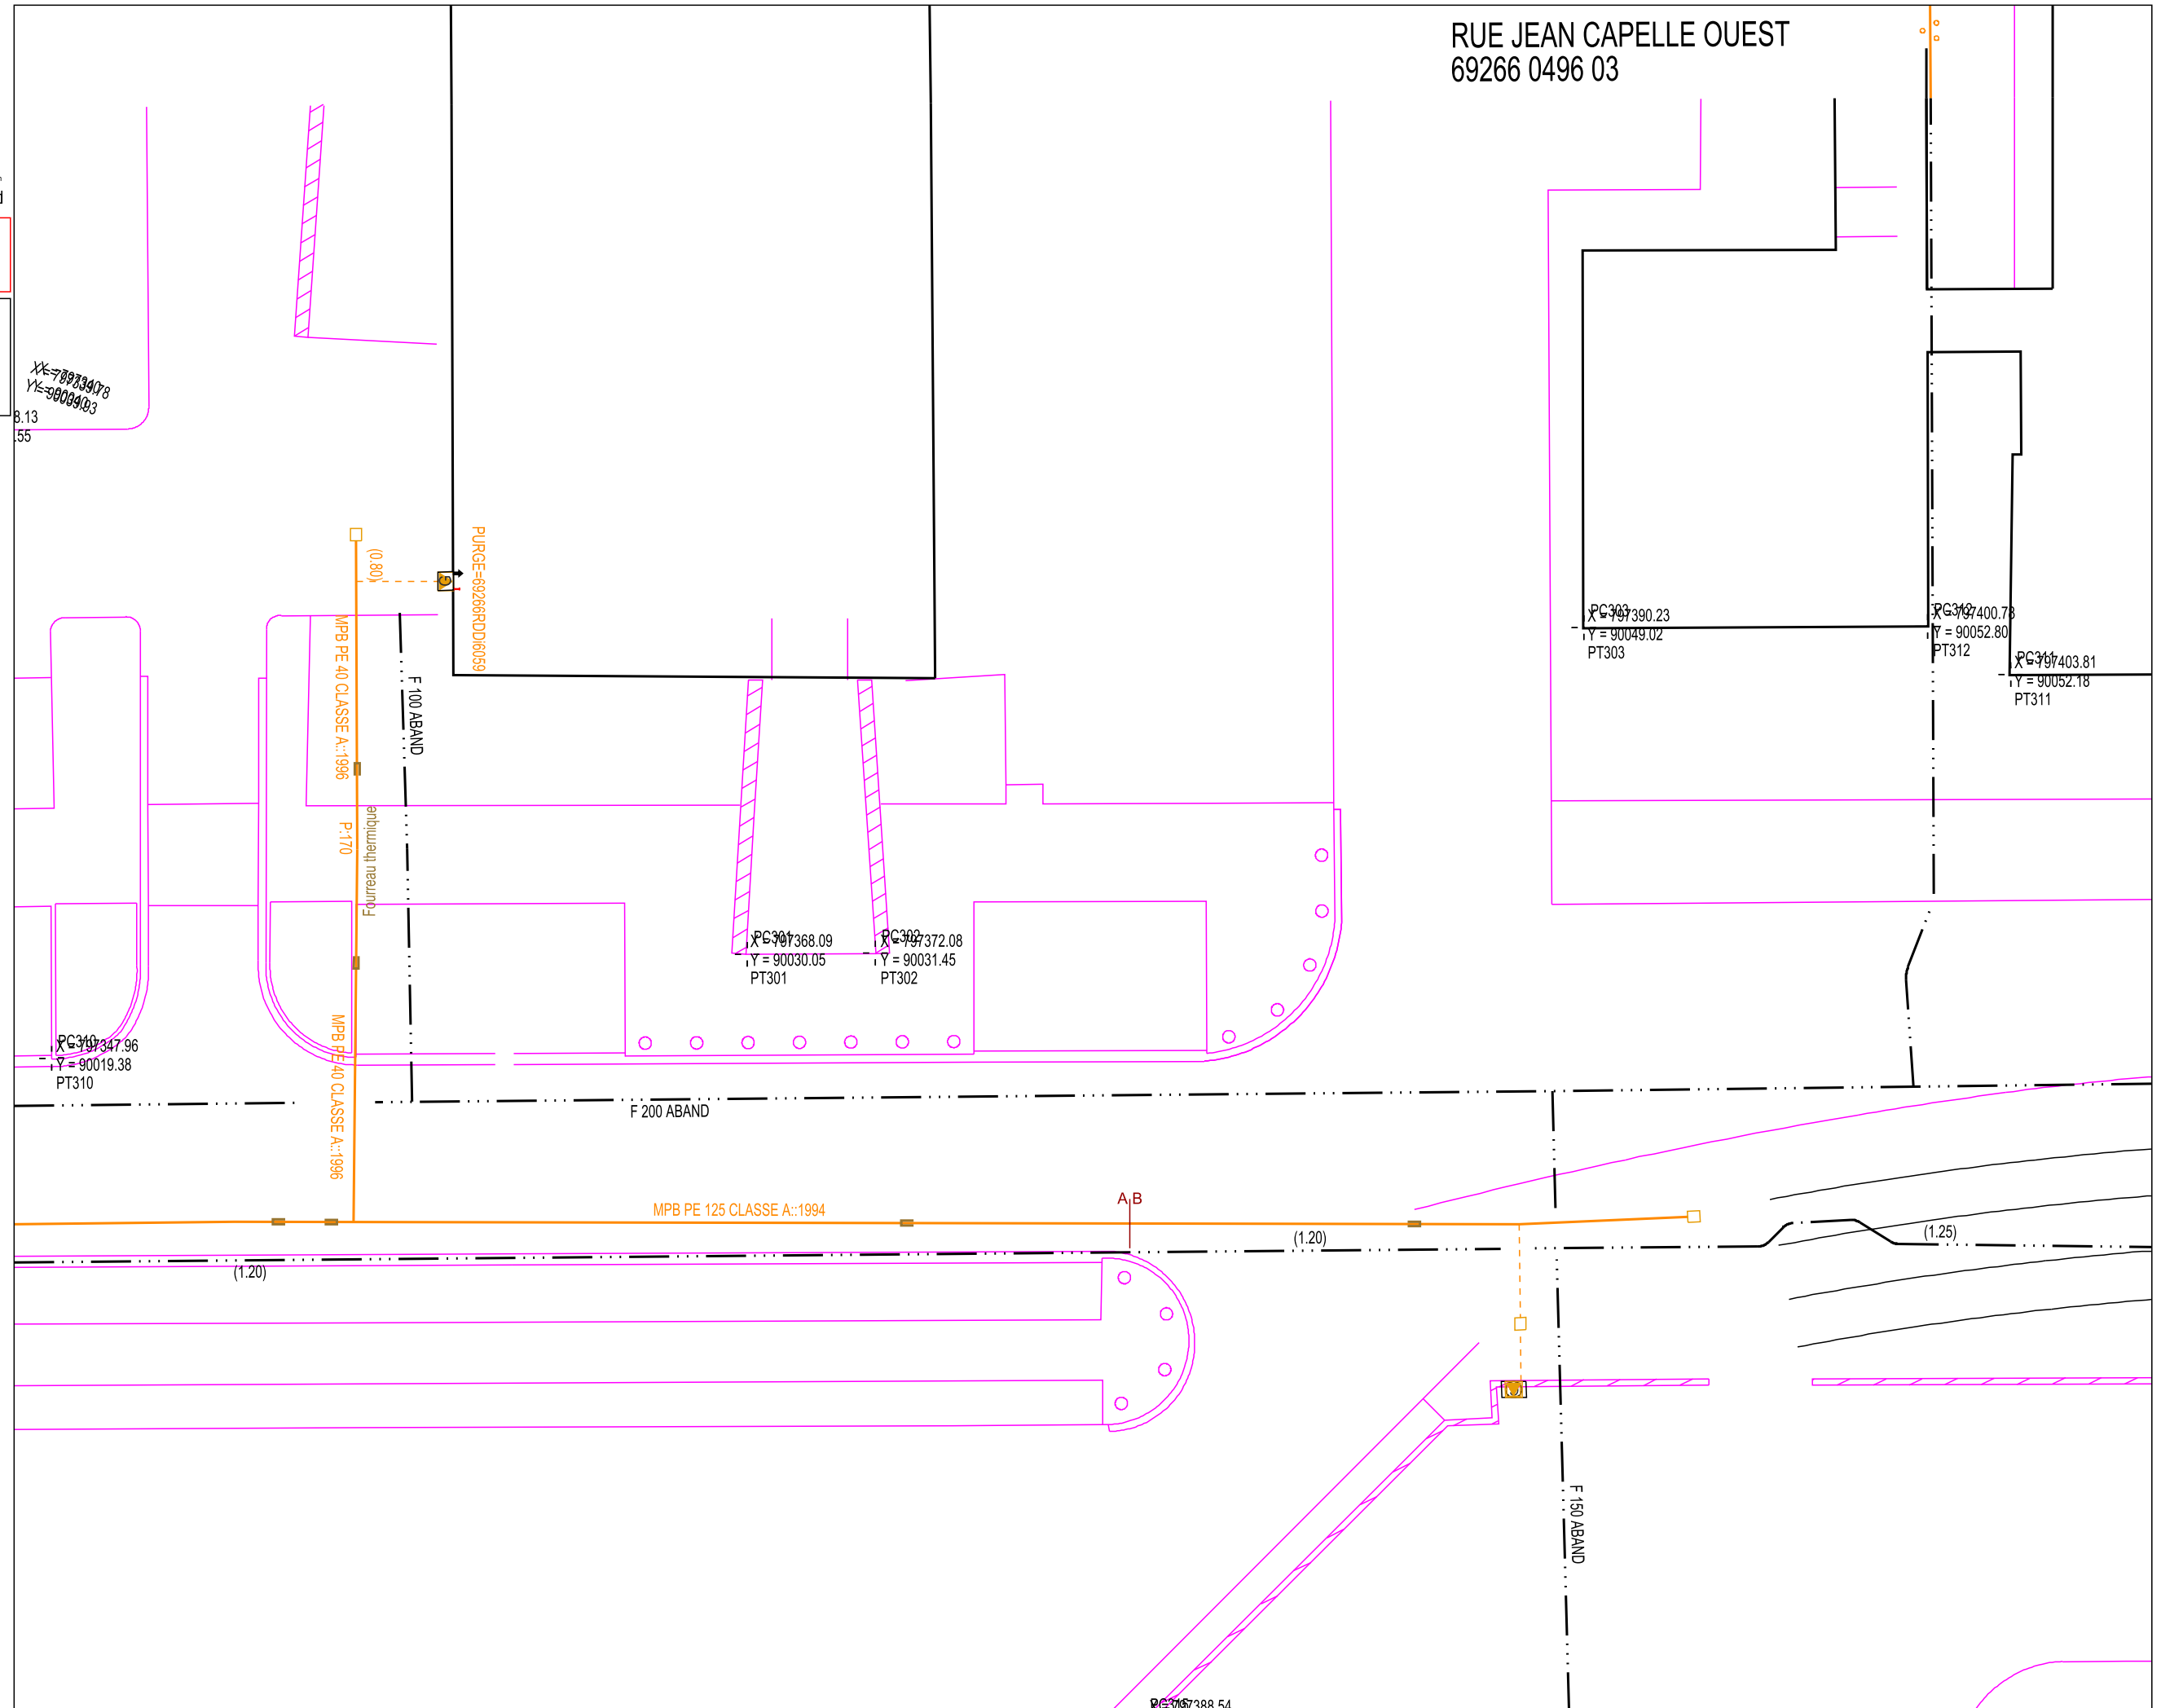 RUE JEAN CAPELLE OUEST
69266 0496 03
8.13
.55
(0.80)
PURGE=69266RDDi6059
MPB PE 40 CLASSE A::1996
F 100 ABAND
P:170
Fourreau thermique
PC303
X = 797390.23
Y = 90049.02
PT303
PC312
X = 797400.78
Y = 90052.80
PT312
PC311
X = 797403.81
Y = 90052.18
PT311
PC301
X = 797368.09
Y = 90030.05
PT301
PC302
X = 797372.08
Y = 90031.45
PT302
PC310
X = 797347.96
Y = 90019.38
PT310
MPB PE 40 CLASSE A::1996
F 200 ABAND
MPB PE 125 CLASSE A::1994
A B
(1.20)
(1.25)
(1.20)
G
F 150 ABAND